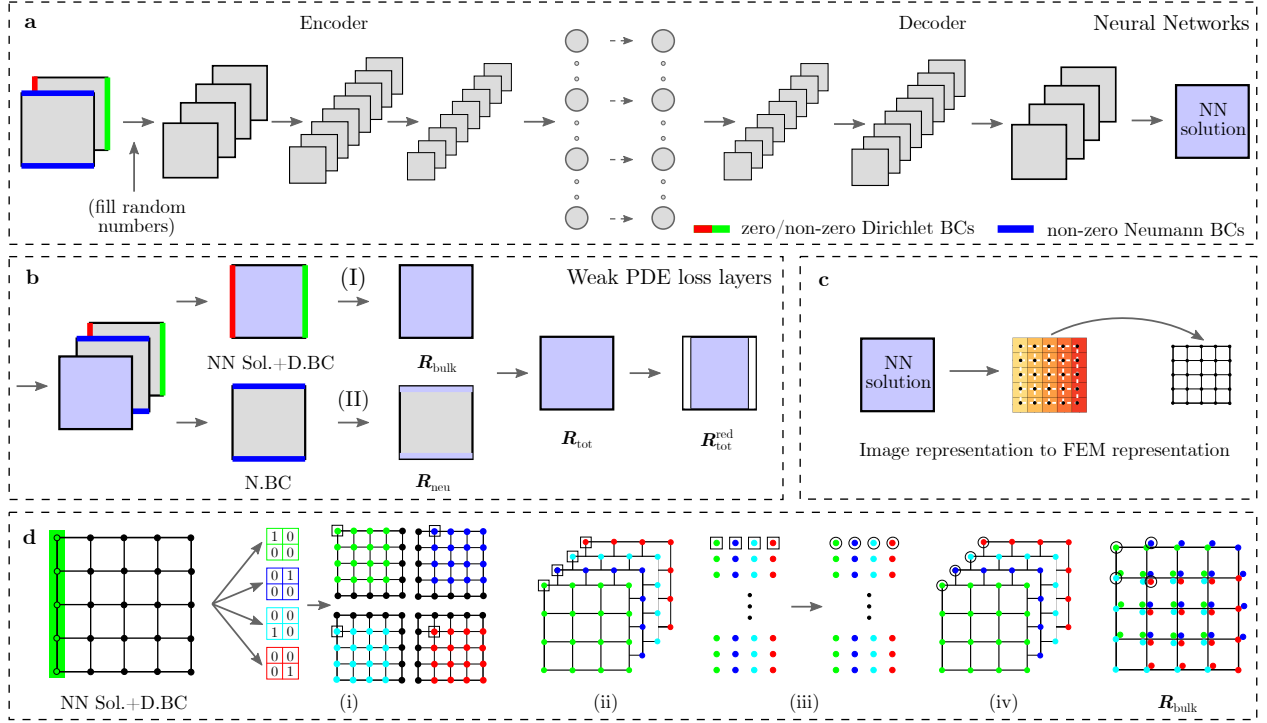 a
Encoder
Decoder
Neural Networks
NN
solution
(fill random
numbers)
zero/non-zero Dirichlet BCs
non-zero Neumann BCs
b
Weak PDE loss layers
(I)
NN Sol.+D.BC
R_bulk
(II)
N.BC
R_neu
R_tot
R_tot^red
c
NN
solution
Image representation to FEM representation
d
1 0
0 0
0 1
0 0
0 0
1 0
0 0
0 1
NN Sol.+D.BC
(i)
(ii)
(iii)
(iv)
R_bulk